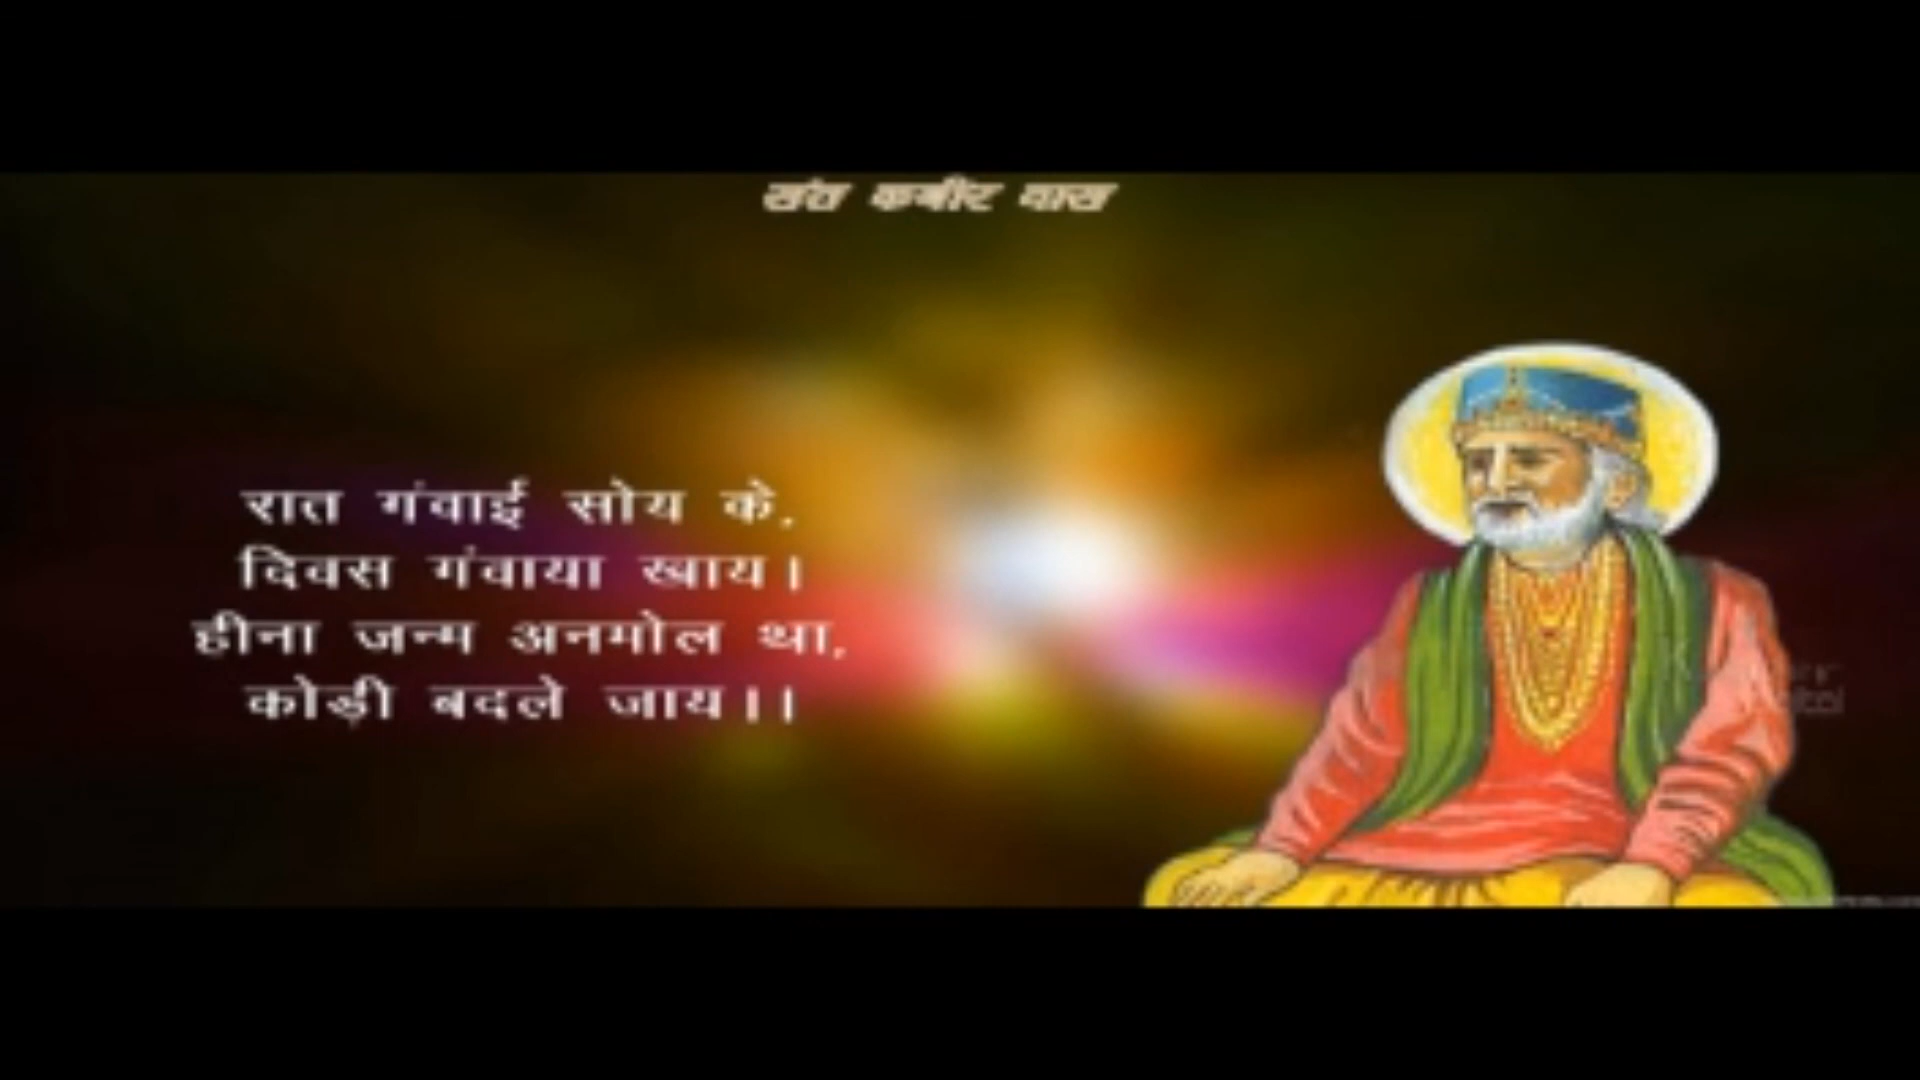 संत कबीर दास
रात गंवाई सोय के,
दिवस गंवाया खाय।
हीना जन्म अनमोल था,
कोड़ी बदले जाय।।